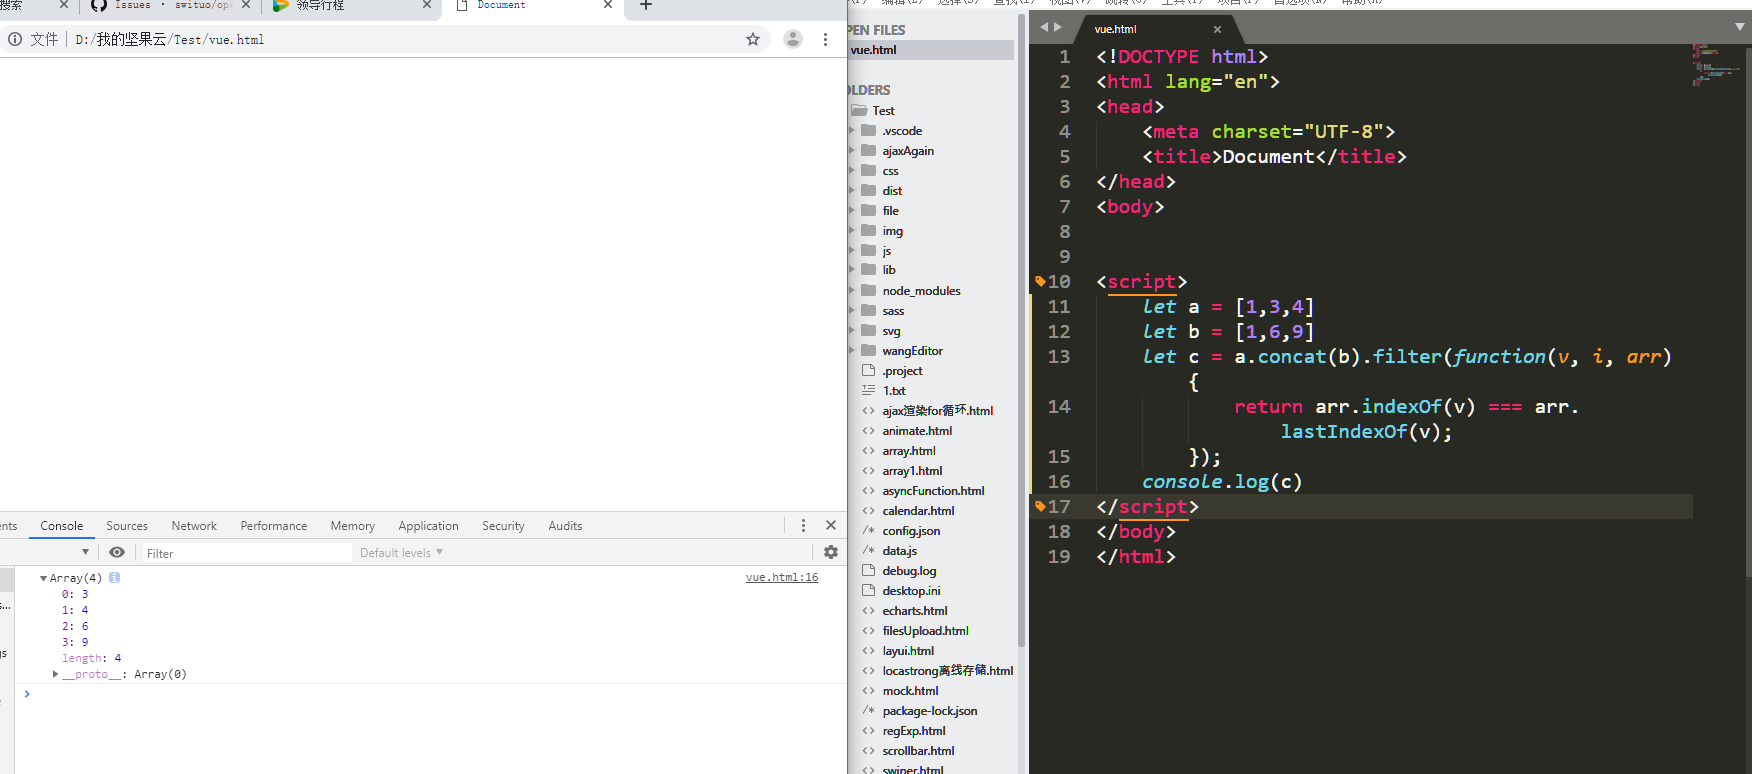 搜索
Issues · swituo/ope
领导行程
Document
文件
D:/我的坚果云/Test/vue.html
Console
Sources
Network
Performance
Memory
Application
Security
Audits
Filter
Default levels
Array(4)
vue.html:16
0: 3
1: 4
2: 6
3: 9
length: 4
__proto__: Array(0)
PEN FILES
vue.html
OLDERS
Test
.vscode
ajaxAgain
css
dist
file
img
js
lib
node_modules
sass
svg
wangEditor
.project
1.txt
ajax渲染for循环.html
animate.html
array.html
array1.html
asyncFunction.html
calendar.html
config.json
data.js
debug.log
desktop.ini
echarts.html
filesUpload.html
layui.html
locastrong离线存储.html
mock.html
package-lock.json
regExp.html
scrollbar.html
swiper.html
vue.html
1 <!DOCTYPE html>
2 <html lang="en">
3 <head>
4 <meta charset="UTF-8">
5 <title>Document</title>
6 </head>
7 <body>
8
9
10 <script>
11 let a = [1,3,4]
12 let b = [1,6,9]
13 let c = a.concat(b).filter(function(v, i, arr)
{
14 return arr.indexOf(v) === arr.
lastIndexOf(v);
15 });
16 console.log(c)
17 </script>
18 </body>
19 </html>